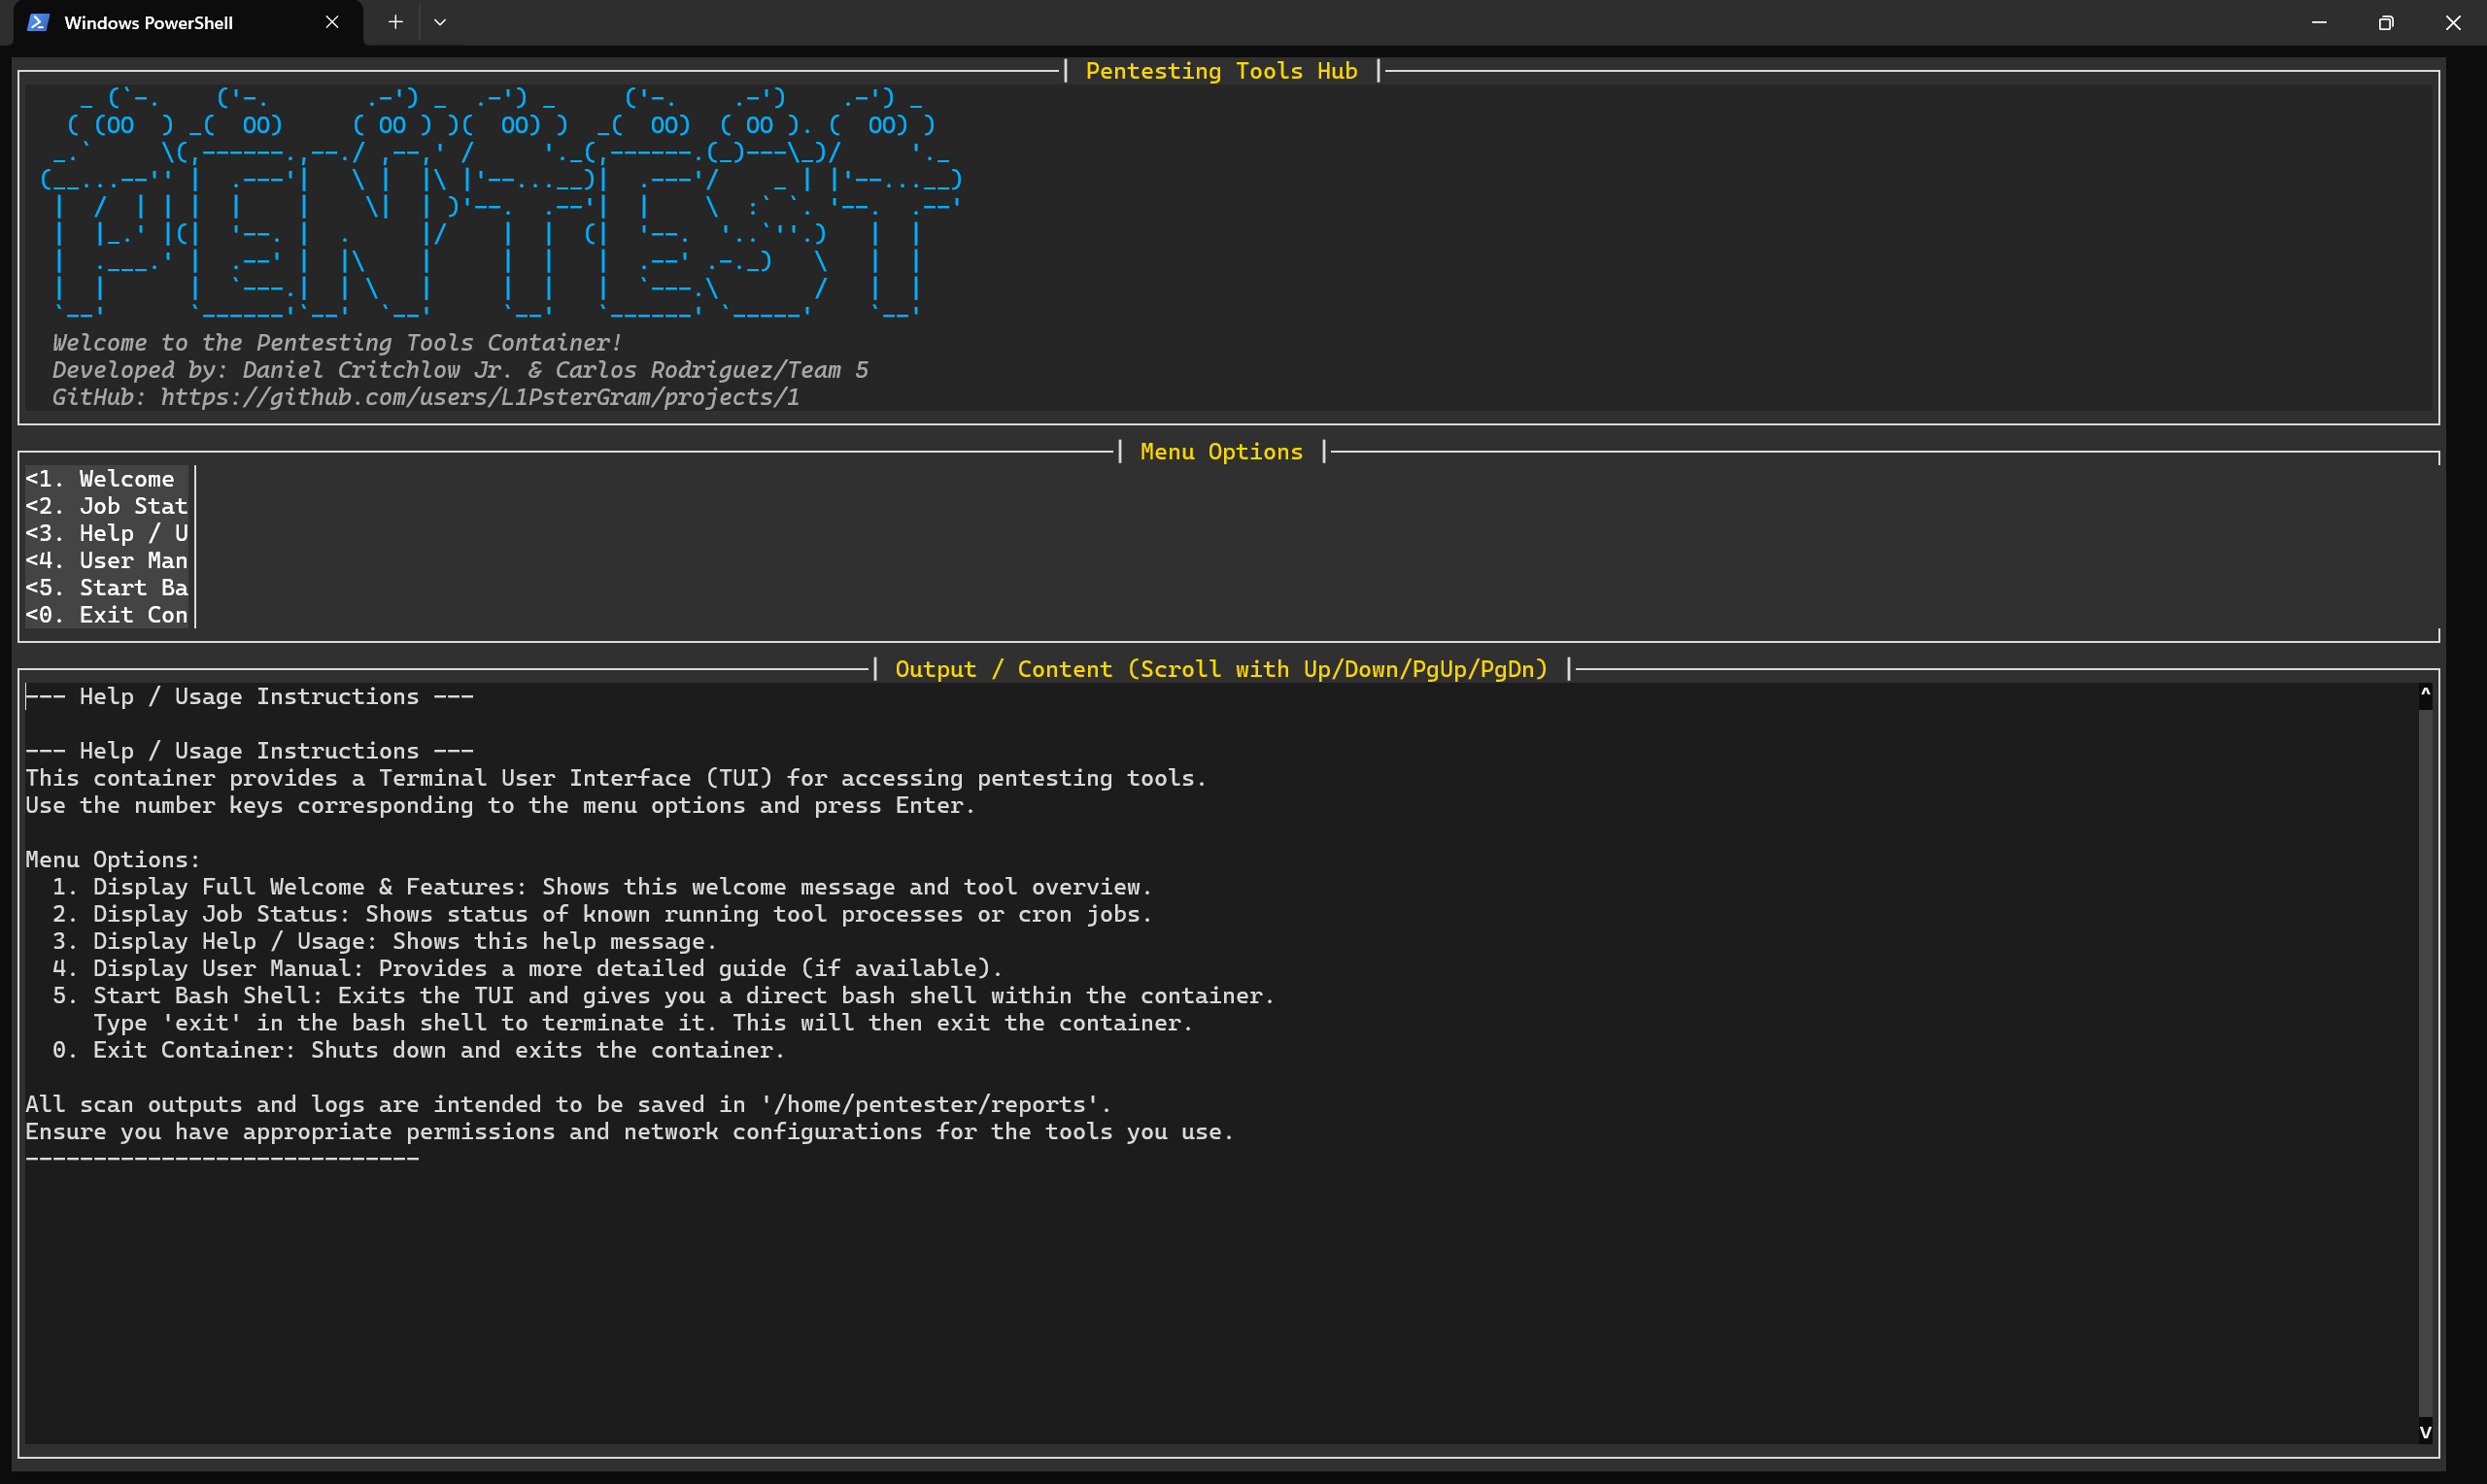 Windows PowerShell
Pentesting Tools Hub
Welcome to the Pentesting Tools Container!
Developed by: Daniel Critchlow Jr. & Carlos Rodriguez/Team 5
GitHub: https://github.com/users/L1PsterGram/projects/1
Menu Options
<1. Welcome
<2. Job Stat
<3. Help / U
<4. User Man
<5. Start Ba
<0. Exit Con
Output / Content (Scroll with Up/Down/PgUp/PgDn)
--- Help / Usage Instructions ---
--- Help / Usage Instructions ---
This container provides a Terminal User Interface (TUI) for accessing pentesting tools.
Use the number keys corresponding to the menu options and press Enter.
Menu Options:
1. Display Full Welcome & Features: Shows this welcome message and tool overview.
2. Display Job Status: Shows status of known running tool processes or cron jobs.
3. Display Help / Usage: Shows this help message.
4. Display User Manual: Provides a more detailed guide (if available).
5. Start Bash Shell: Exits the TUI and gives you a direct bash shell within the container.
Type 'exit' in the bash shell to terminate it. This will then exit the container.
0. Exit Container: Shuts down and exits the container.
All scan outputs and logs are intended to be saved in '/home/pentester/reports'.
Ensure you have appropriate permissions and network configurations for the tools you use.
-----------------------------